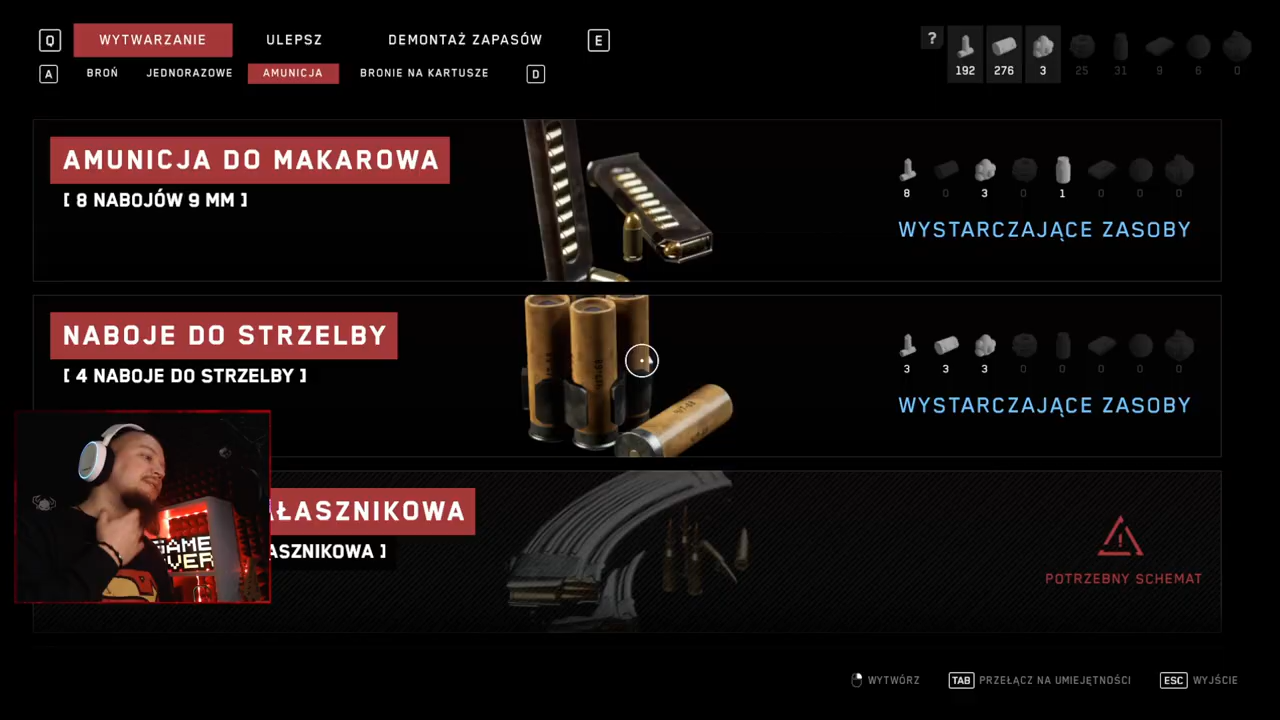 Q WYTWARZANIE ULEPSZ DEMONTAŻ ZAPASÓW E
A BROŃ JEDNORAZOWE AMUNICJA BRONIE NA KARTUSZE D
?
192 276 3 25 31 9 6 0
AMUNICJA DO MAKAROWA
[ 8 NABOJÓW 9 MM ]
8 0 3 0 1 0 0 0
WYSTARCZAJĄCE ZASOBY
NABOJE DO STRZELBY
[ 4 NABOJE DO STRZELBY ]
3 3 3 0 0 0 0 0
WYSTARCZAJĄCE ZASOBY
AŁASZNIKOWA
ŁASZNIKOWA ]
POTRZEBNY SCHEMAT
GAME
VER
WYTWÓRZ TAB PRZEŁĄCZ NA UMIEJĘTNOŚCI ESC WYJŚCIE